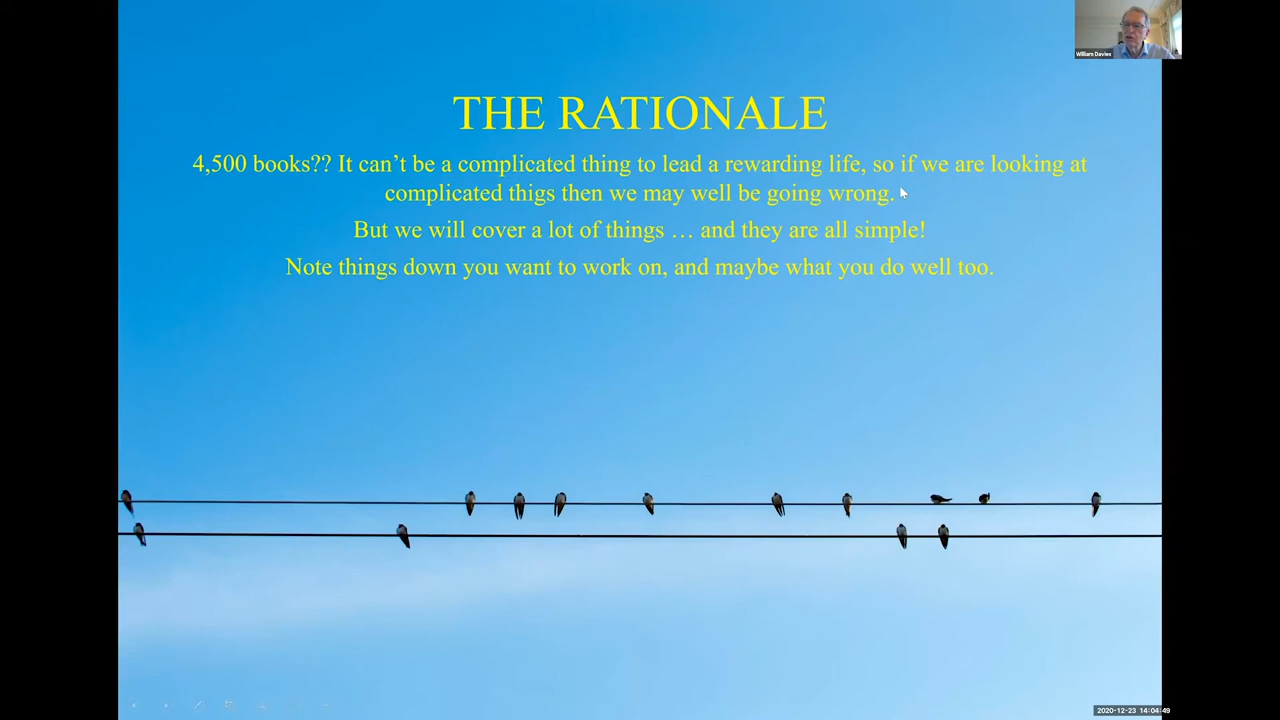 William Davies
THE RATIONALE
4,500 books?? It can’t be a complicated thing to lead a rewarding life, so if we are looking at
complicated thigs then we may well be going wrong.
But we will cover a lot of things … and they are all simple!
Note things down you want to work on, and maybe what you do well too.
2020-12-23 14:04:49